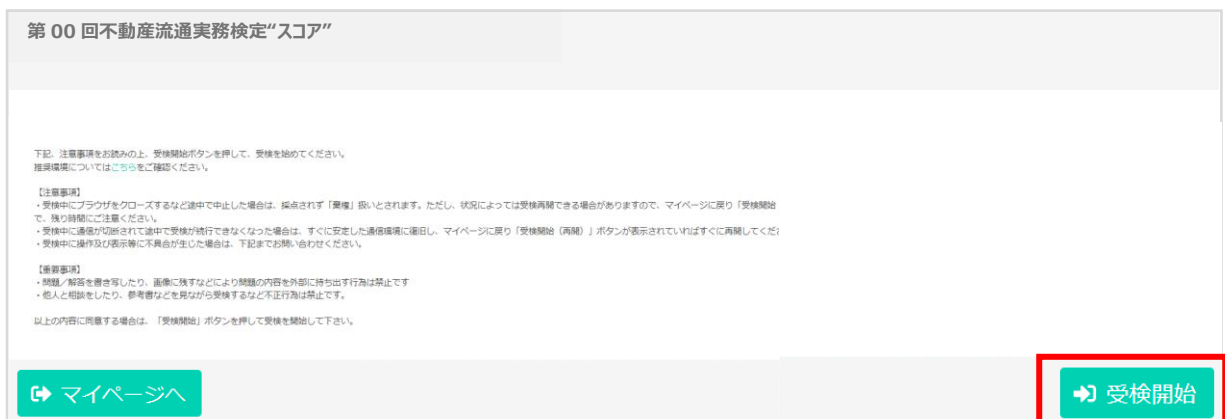 第 00 回不動産流通実務検定“スコア”
下記、注意事項をお読みの上、受検開始ボタンを押して、受検を始めてください。
推奨環境についてはこちらをご確認ください。
【注意事項】
・受検中にブラウザをクローズするなど途中で中止した場合は、採点されず「棄権」扱いとされます。ただし、状況によっては受検再開できる場合がありますので、マイページに戻り「受検開始
で、残り時間にご注意ください。
・受検中に通信が切断されて途中で受検が続行できなくなった場合は、すぐに安定した通信環境に復旧し、マイページに戻り「受検開始（再開）」ボタンが表示されていればすぐに再開してくだ
・受検中に操作及び表示等に不具合が生じた場合は、下記までお問い合わせください。
【重要事項】
・問題／解答を書き写したり、画像に残すなどにより問題の内容を外部に持ち出す行為は禁止です
・他人と相談をしたり、参考書などを見ながら受検するなど不正行為は禁止です。
以上の内容に同意する場合は、「受検開始」ボタンを押して受検を開始して下さい。
マイページへ
受検開始